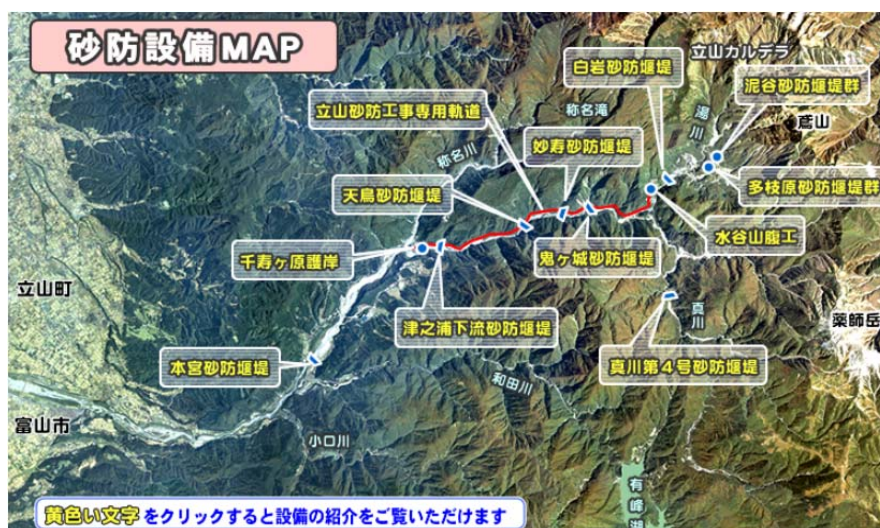 砂防設備MAP
白岩砂防堰堤
立山カルデラ
泥谷砂防堰堤群
立山砂防工事専用軌道
称名滝
湯川
鳶山
称名川
妙寿砂防堰堤
天鳥砂防堰堤
多枝原砂防堰堤群
千寿ヶ原護岸
鬼ヶ城砂防堰堤
水谷山腹工
立山町
津之浦下流砂防堰堤
真川
薬師岳
本宮砂防堰堤
和田川
真川第4号砂防堰堤
富山市
小口川
有峰湖
黄色い文字をクリックすると設備の紹介をご覧いただけます